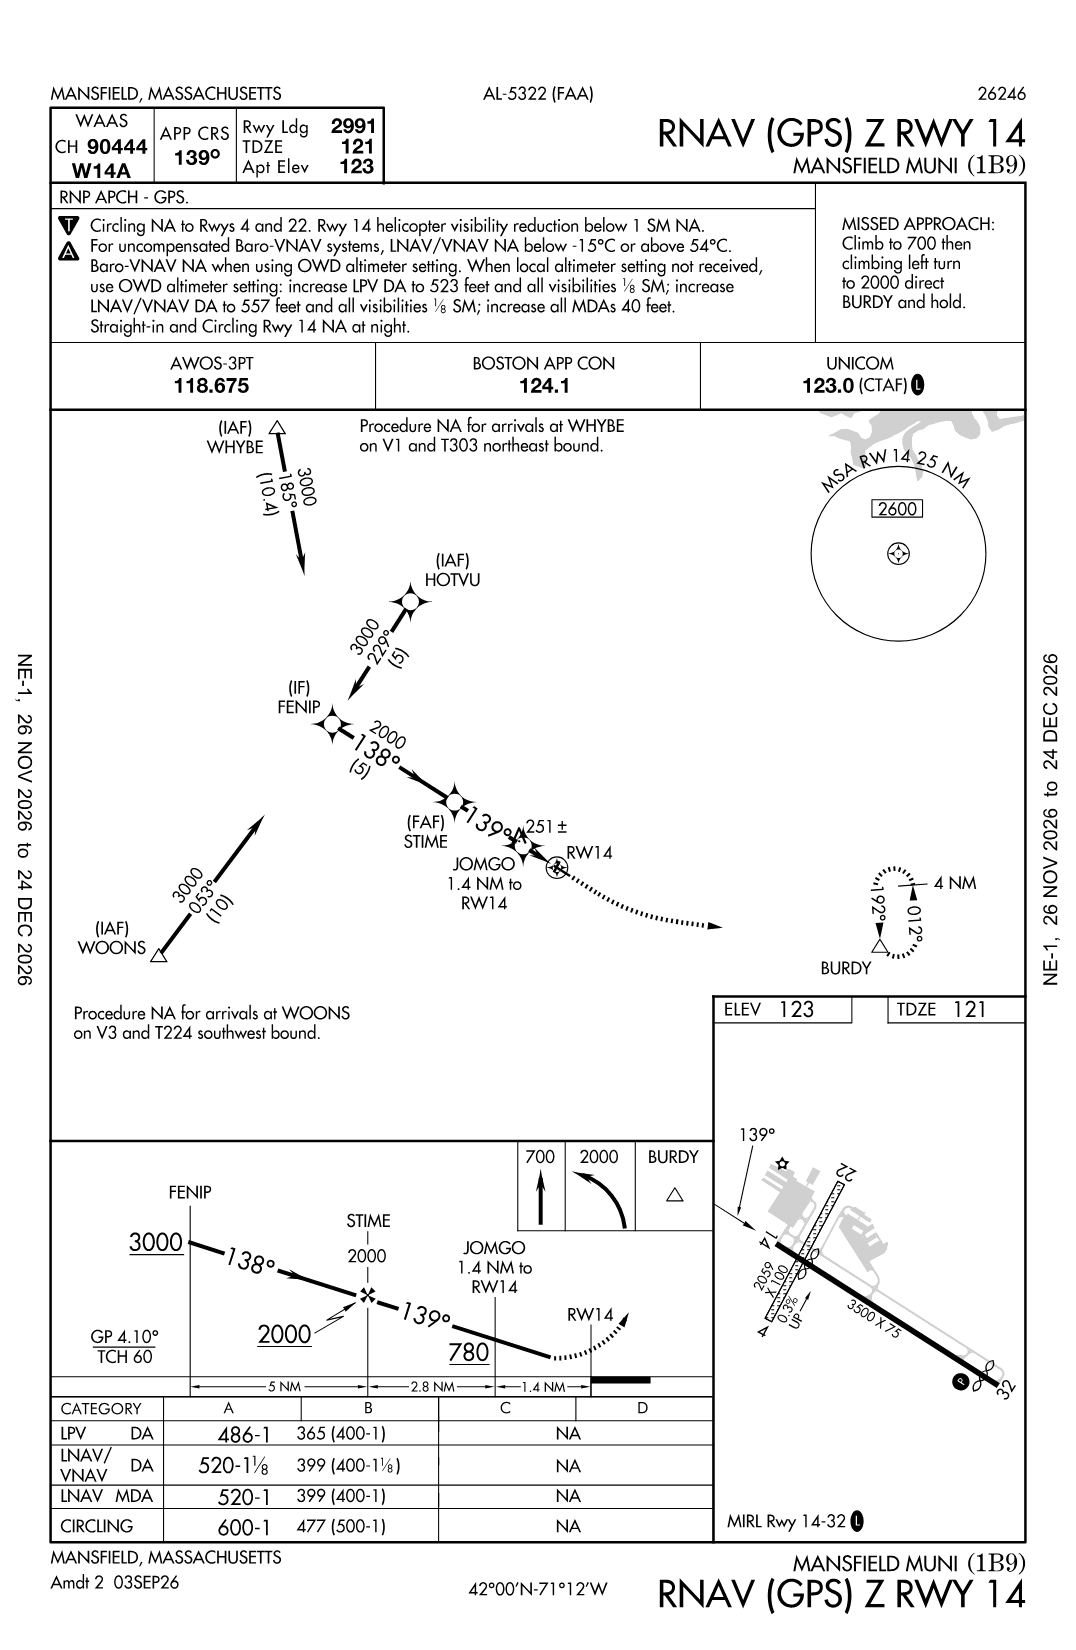 MANSFIELD, MASSACHUSETTS
AL-5322 (FAA)
26246
WAAS
CH 90444
W14A
APP CRS
139º
Rwy Ldg 2991
TDZE 121
Apt Elev 123
RNAV (GPS) Z RWY 14
MANSFIELD MUNI (1B9)
RNP APCH - GPS.
T
A
Circling NA to Rwys 4 and 22. Rwy 14 helicopter visibility reduction below 1 SM NA.
For uncompensated Baro-VNAV systems, LNAV/VNAV NA below -15°C or above 54°C.
Baro-VNAV NA when using OWD altimeter setting. When local altimeter setting not received,
use OWD altimeter setting: increase LPV DA to 523 feet and all visibilities ⅛ SM; increase
LNAV/VNAV DA to 557 feet and all visibilities ⅛ SM; increase all MDAs 40 feet.
Straight-in and Circling Rwy 14 NA at night.
MISSED APPROACH:
Climb to 700 then
climbing left turn
to 2000 direct
BURDY and hold.
AWOS-3PT
118.675
BOSTON APP CON
124.1
UNICOM
123.0 (CTAF) L
(IAF)
WHYBE
Procedure NA for arrivals at WHYBE
on V1 and T303 northeast bound.
3000
185°
(10.4)
MSA RW 14 25 NM
2600
(IAF)
HOTVU
3000
229°
(5)
(IF)
FENIP
2000
138°
(5)
(FAF)
STIME
139°
251 ±
JOMGO
1.4 NM to
RW14
RW14
3000
053°
(10)
(IAF)
WOONS
4 NM
192°
012°
BURDY
Procedure NA for arrivals at WOONS
on V3 and T224 southwest bound.
NE-1, 26 NOV 2026 to 24 DEC 2026
NE-1, 26 NOV 2026 to 24 DEC 2026
ELEV 123
TDZE 121
139°
22
14
2059 X 100
0.3% UP
4
3500 X 75
P
32
MIRL Rwy 14-32 L
700
2000
BURDY
FENIP
3000
138°
STIME
2000
2000
139°
JOMGO
1.4 NM to
RW14
780
RW14
GP 4.10°
TCH 60
5 NM
2.8 NM
1.4 NM
CATEGORY A B C D
LPV DA 486-1 365 (400-1) NA
LNAV/
VNAV DA 520-1⅛ 399 (400-1⅛) NA
LNAV MDA 520-1 399 (400-1) NA
CIRCLING 600-1 477 (500-1) NA
MANSFIELD, MASSACHUSETTS
Amdt 2 03SEP26
42°00'N-71°12'W
MANSFIELD MUNI (1B9)
RNAV (GPS) Z RWY 14